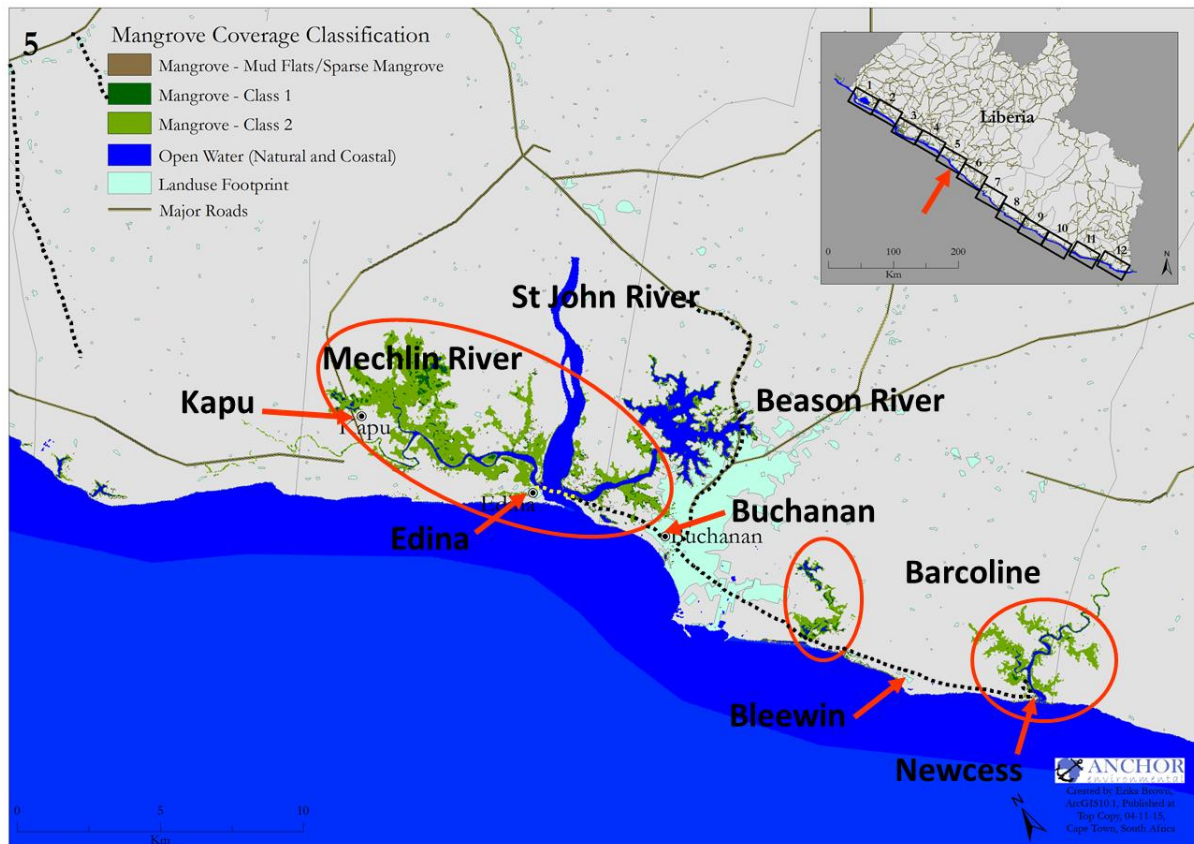 5
Mangrove Coverage Classification
Mangrove - Mud Flats/Sparse Mangrove
Mangrove - Class 1
Mangrove - Class 2
Open Water (Natural and Coastal)
Landuse Footprint
Major Roads
Liberia
1
2
3
4
5
6
7
8
9
10
11
12
0 100 200
Km
N
St John River
Mechlin River
Kapu
Kapu
Beason River
Edina
Edina
Buchanan
Buchanan
Barcoline
Bleewin
Newcess
0 5 10
Km
N
ANCHOR
environmental
Created by Erika Brown,
ArcGIS10.1, Published at
Top Copy, 04-11-15,
Cape Town, South Africa